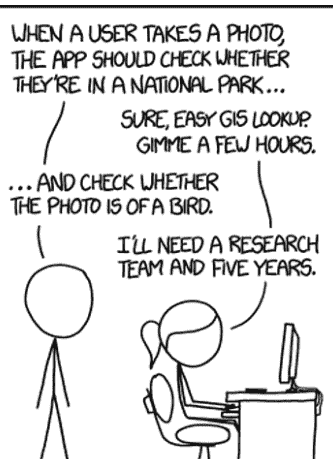 WHEN A USER TAKES A PHOTO,
THE APP SHOULD CHECK WHETHER
THEY'RE IN A NATIONAL PARK...
SURE, EASY GIS LOOKUP.
GIMME A FEW HOURS.
...AND CHECK WHETHER
THE PHOTO IS OF A BIRD.
I'LL NEED A RESEARCH
TEAM AND FIVE YEARS.